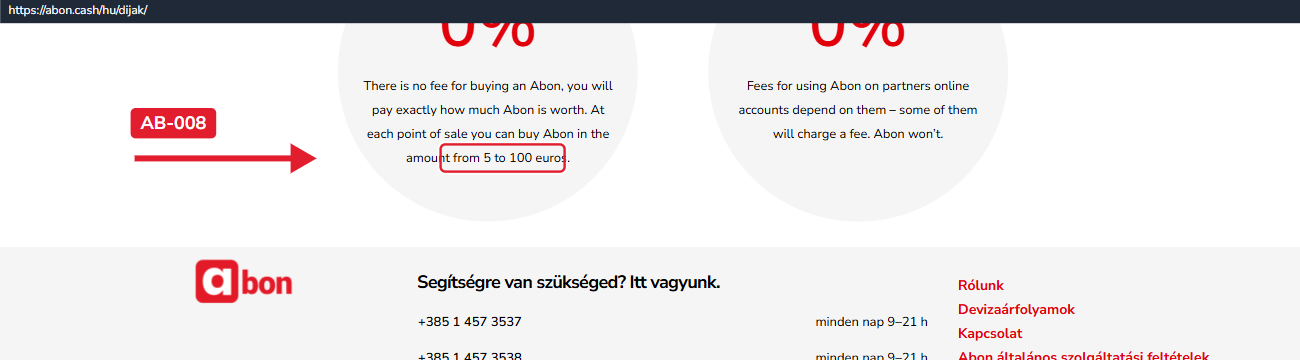 https://abon.cash/hu/dijak/
0%
There is no fee for buying an Abon, you will
pay exactly how much Abon is worth. At
each point of sale you can buy Abon in the
amount from 5 to 100 euros.
0%
Fees for using Abon on partners online
accounts depend on them – some of them
will charge a fee. Abon won't.
AB-008
abon
Segítségre van szükséged? Itt vagyunk.
+385 1 457 3537 minden nap 9–21 h
+385 1 457 3538 minden nap 9–21 h
Rólunk
Devizaárfolyamok
Kapcsolat
Abon általános szolgáltatási feltételek